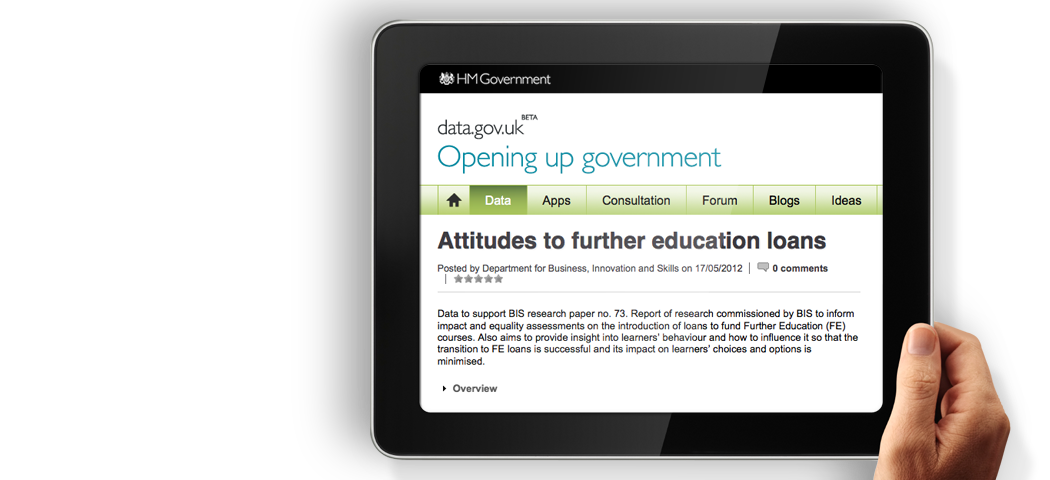 HM Government
data.gov.uk BETA
Opening up government
Data Apps Consultation Forum Blogs Ideas
Attitudes to further education loans
Posted by Department for Business, Innovation and Skills on 17/05/2012 | 0 comments
|
Data to support BIS research paper no. 73. Report of research commissioned by BIS to inform
impact and equality assessments on the introduction of loans to fund Further Education (FE)
courses. Also aims to provide insight into learners' behaviour and how to influence it so that the
transition to FE loans is successful and its impact on learners' choices and options is
minimised.
Overview